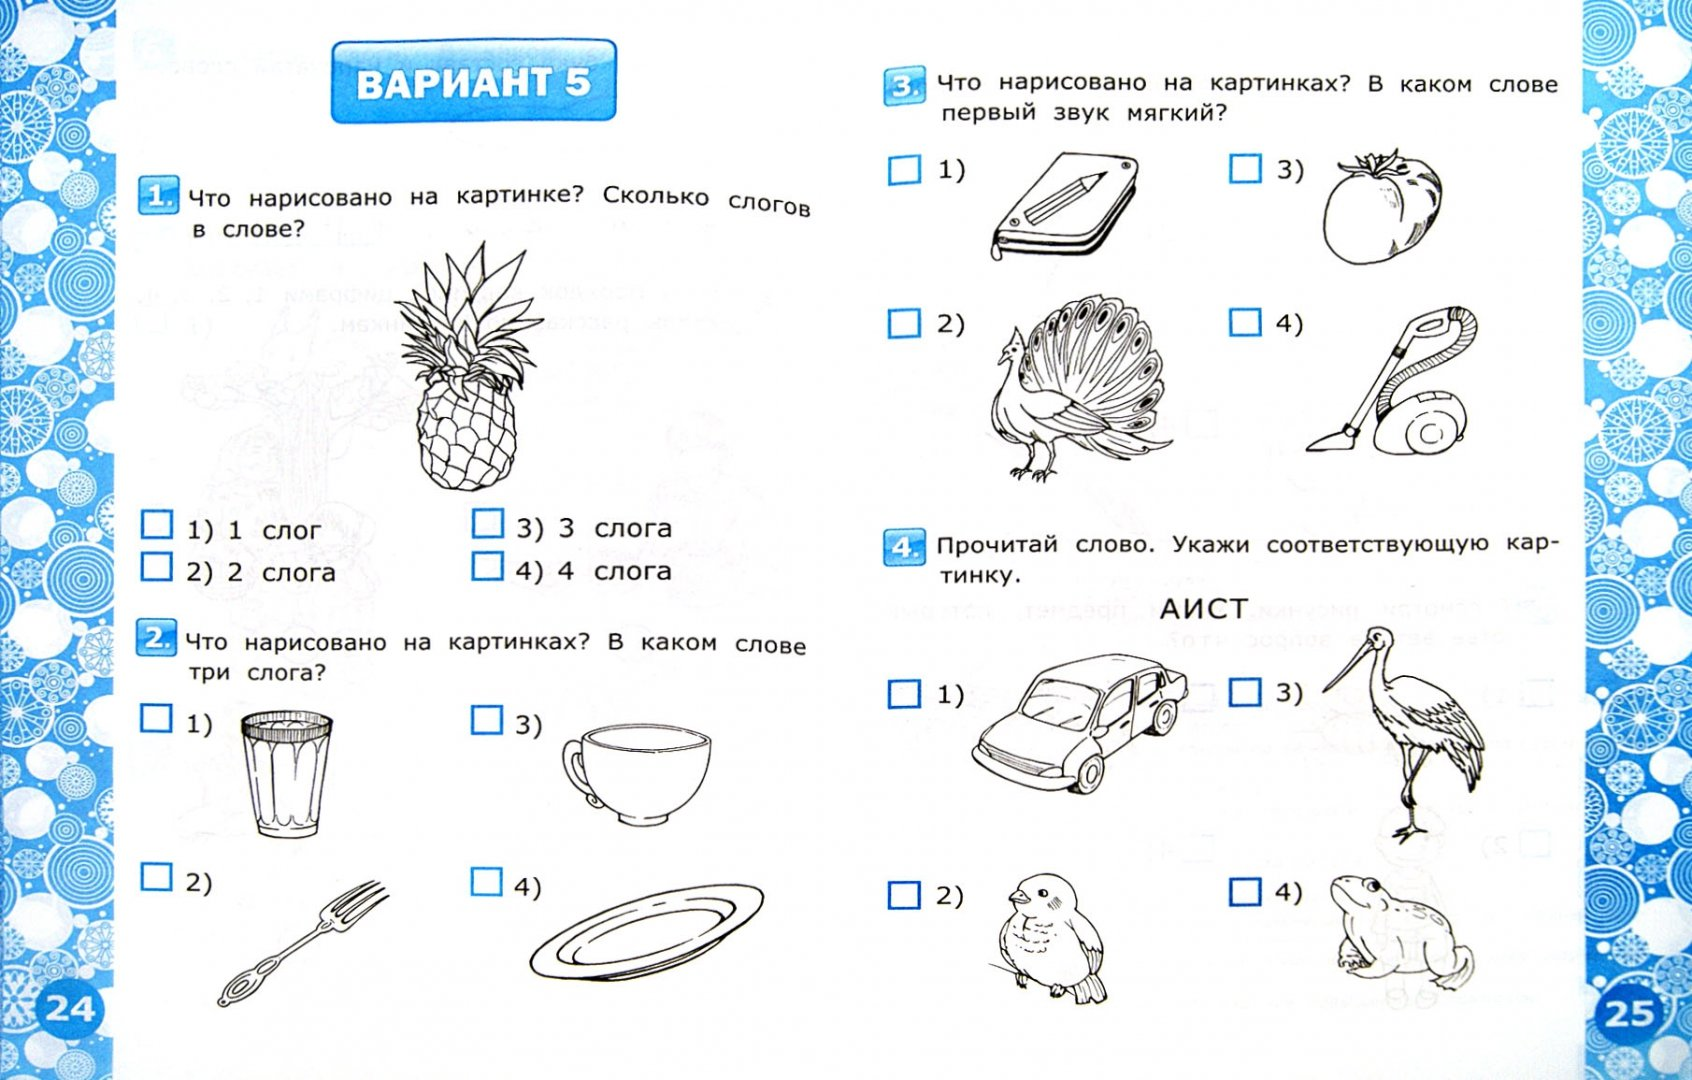 ВАРИАНТ 5
1. Что нарисовано на картинке? Сколько слогов
в слове?
1) 1 слог
2) 2 слога
3) 3 слога
4) 4 слога
2. Что нарисовано на картинках? В каком слове
три слога?
1)
2)
3)
4)
24
3. Что нарисовано на картинках? В каком слове
первый звук мягкий?
1)
2)
3)
4)
4. Прочитай слово. Укажи соответствующую кар-
тинку.
АИСТ
1)
2)
3)
4)
25